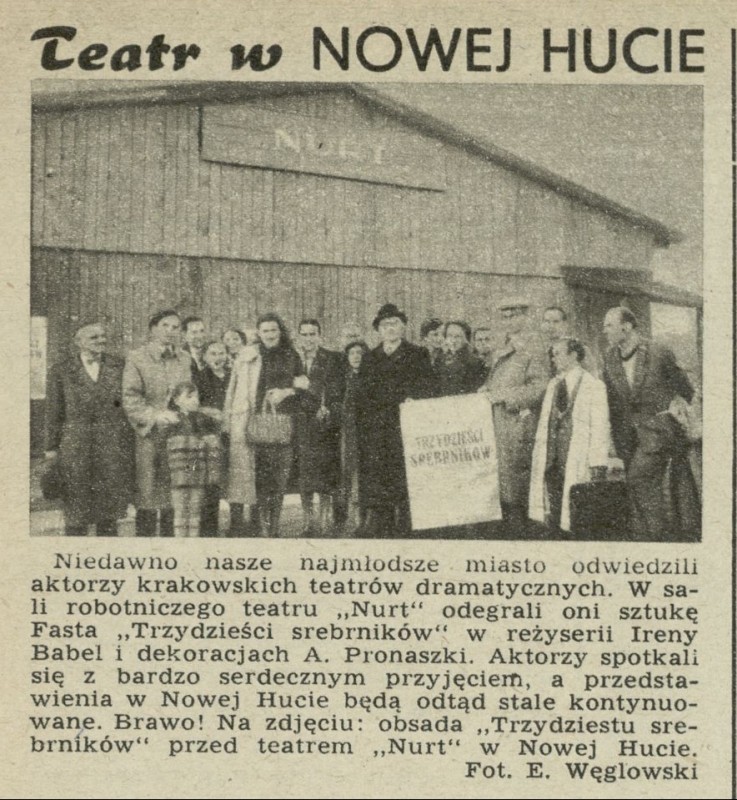 Teatr w NOWEJ HUCIE
NURT
TRZYDZIEŚCI
SREBRNIKÓW
Niedawno nasze najmłodsze miasto odwiedzili
aktorzy krakowskich teatrów dramatycznych. W sa-
li robotniczego teatru „Nurt“ odegrali oni sztukę
Fasta „Trzydzieści srebrników“ w reżyserii Ireny
Babel i dekoracjach A. Pronaszki. Aktorzy spotkali
się z bardzo serdecznym przyjęciem, a przedsta-
wienia w Nowej Hucie będą odtąd stale kontynuo-
wane. Brawo! Na zdjęciu: obsada „Trzydziestu sre-
brników“ przed teatrem „Nurt“ w Nowej Hucie.
Fot. E. Węglowski